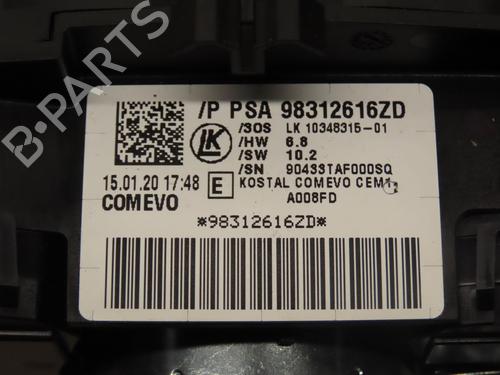 /P PSA 98312616ZD
/SOS LK 10348315-01
/HW 6.8
/SW 10.2
/SN 90433TAF000SQ
LK
15.01.20 17:48 E KOSTAL COMEVO CEM1
COMEVO A008FD
*98312616ZD*